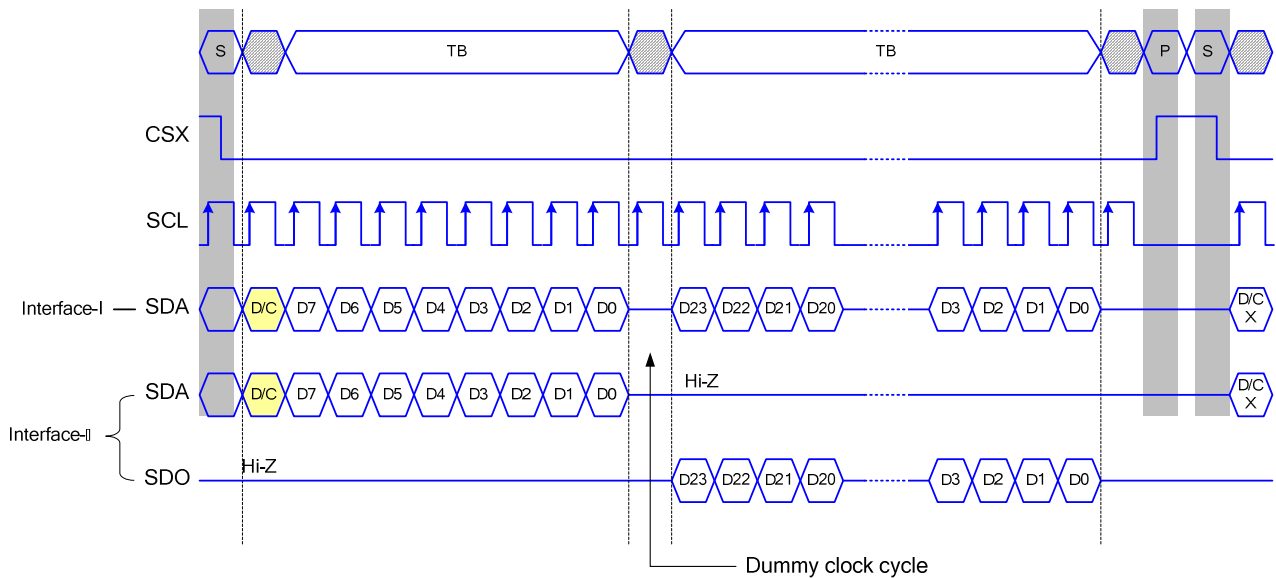 S TB TB P S
CSX
SCL
Interface-I SDA D/C D7 D6 D5 D4 D3 D2 D1 D0 D23 D22 D21 D20 D3 D2 D1 D0 D/C
X
Hi-Z
SDA D/C D7 D6 D5 D4 D3 D2 D1 D0 D/C
X
Interface-
Hi-Z
SDO D23 D22 D21 D20 D3 D2 D1 D0
Dummy clock cycle